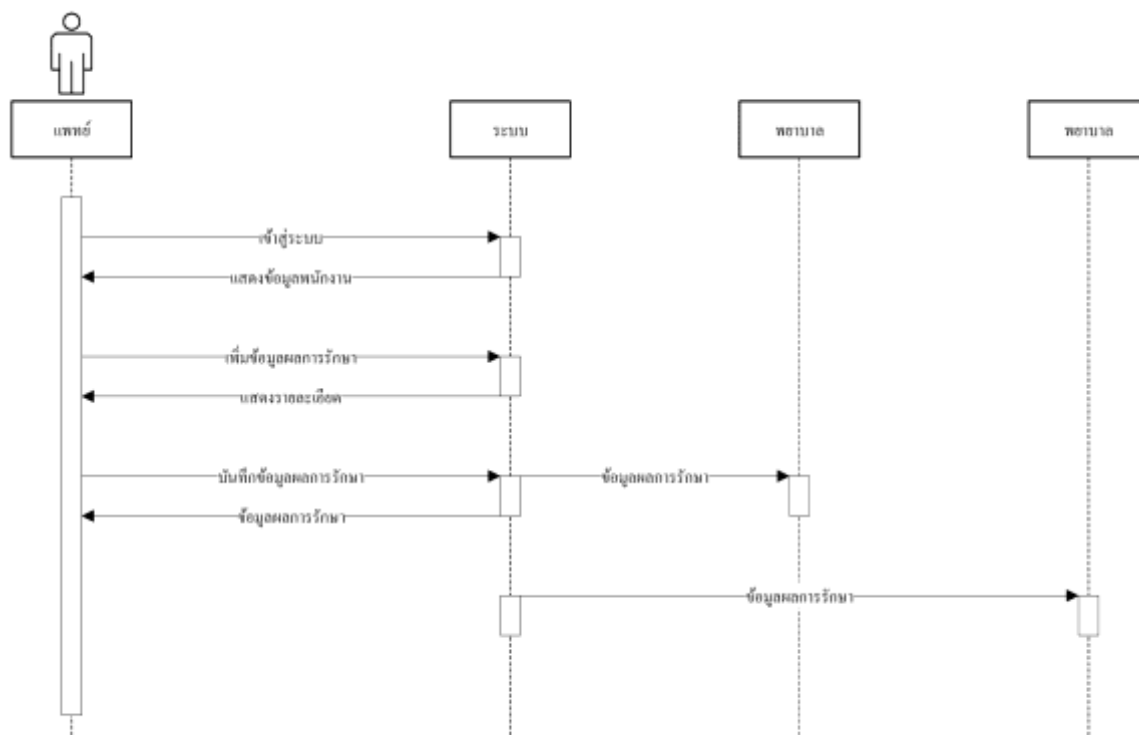 แพทย์
ระบบ
พยาบาล
พยาบาล
เข้าสู่ระบบ
แสดงข้อมูลพนักงาน
เพิ่มข้อมูลผลการรักษา
แสดงรายละเอียด
บันทึกข้อมูลผลการรักษา
ข้อมูลผลการรักษา
ข้อมูลผลการรักษา
ข้อมูลผลการรักษา